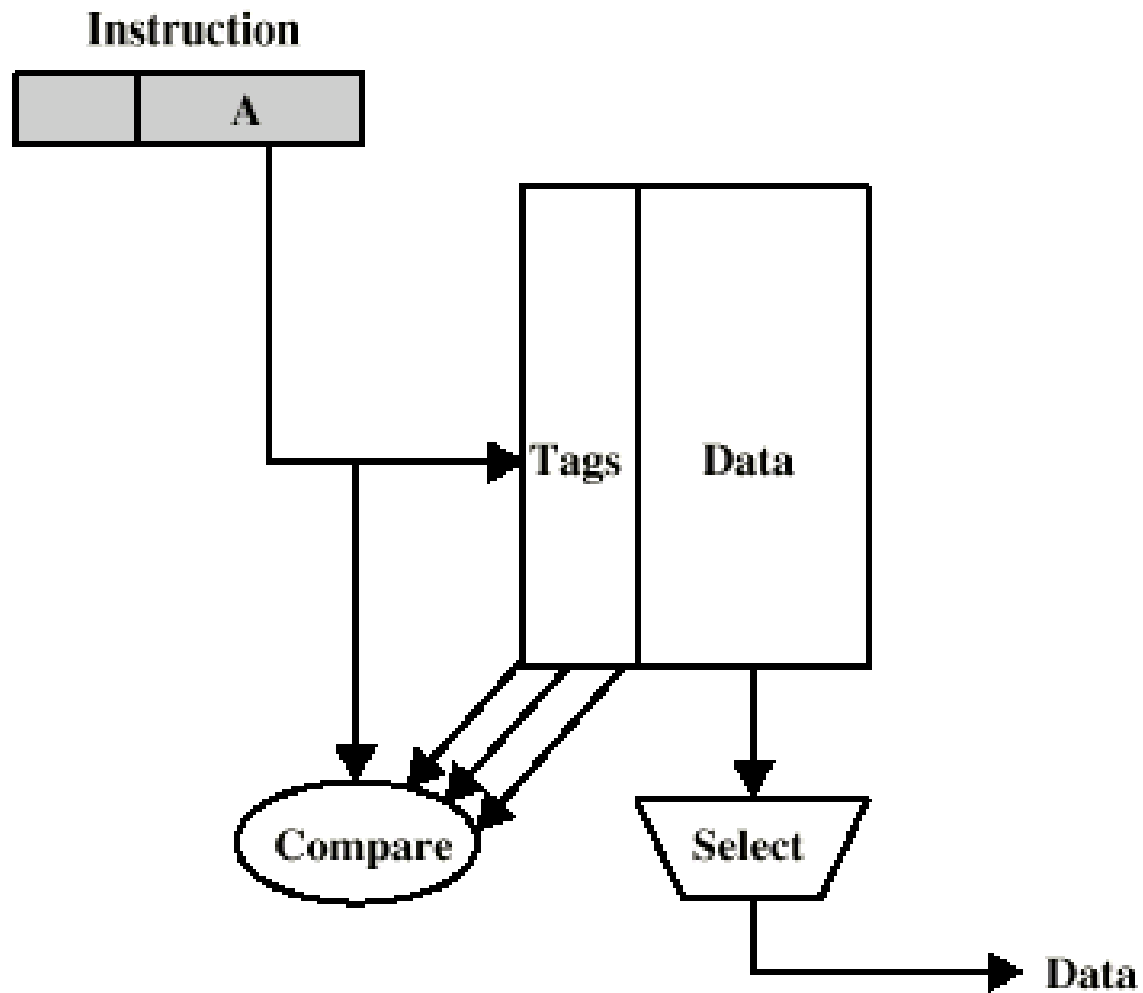 Instruction
A
Tags
Data
Compare
Select
Data